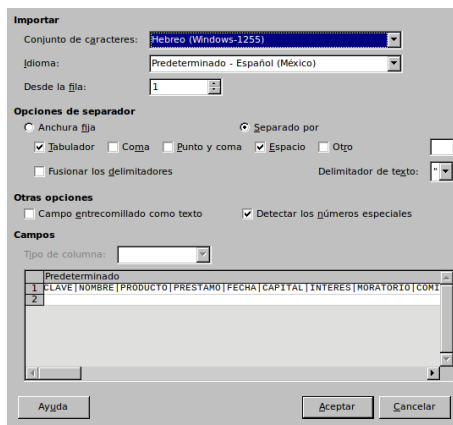 Importar
Conjunto de caracteres: Hebreo (Windows-1255)
Idioma: Predeterminado - Español (México)
Desde la fila: 1
Opciones de separador
Anchura fija Separado por
Tabulador Coma Punto y coma Espacio Otro
Fusionar los delimitadores Delimitador de texto: "
Otras opciones
Campo entrecomillado como texto Detectar los números especiales
Campos
Tipo de columna:
Predeterminado
1 CLAVE|NOMBRE|PRODUCTO|PRESTAMO|FECHA|CAPITAL|INTERES|MORATORIO|COMI
2
Ayuda Aceptar Cancelar